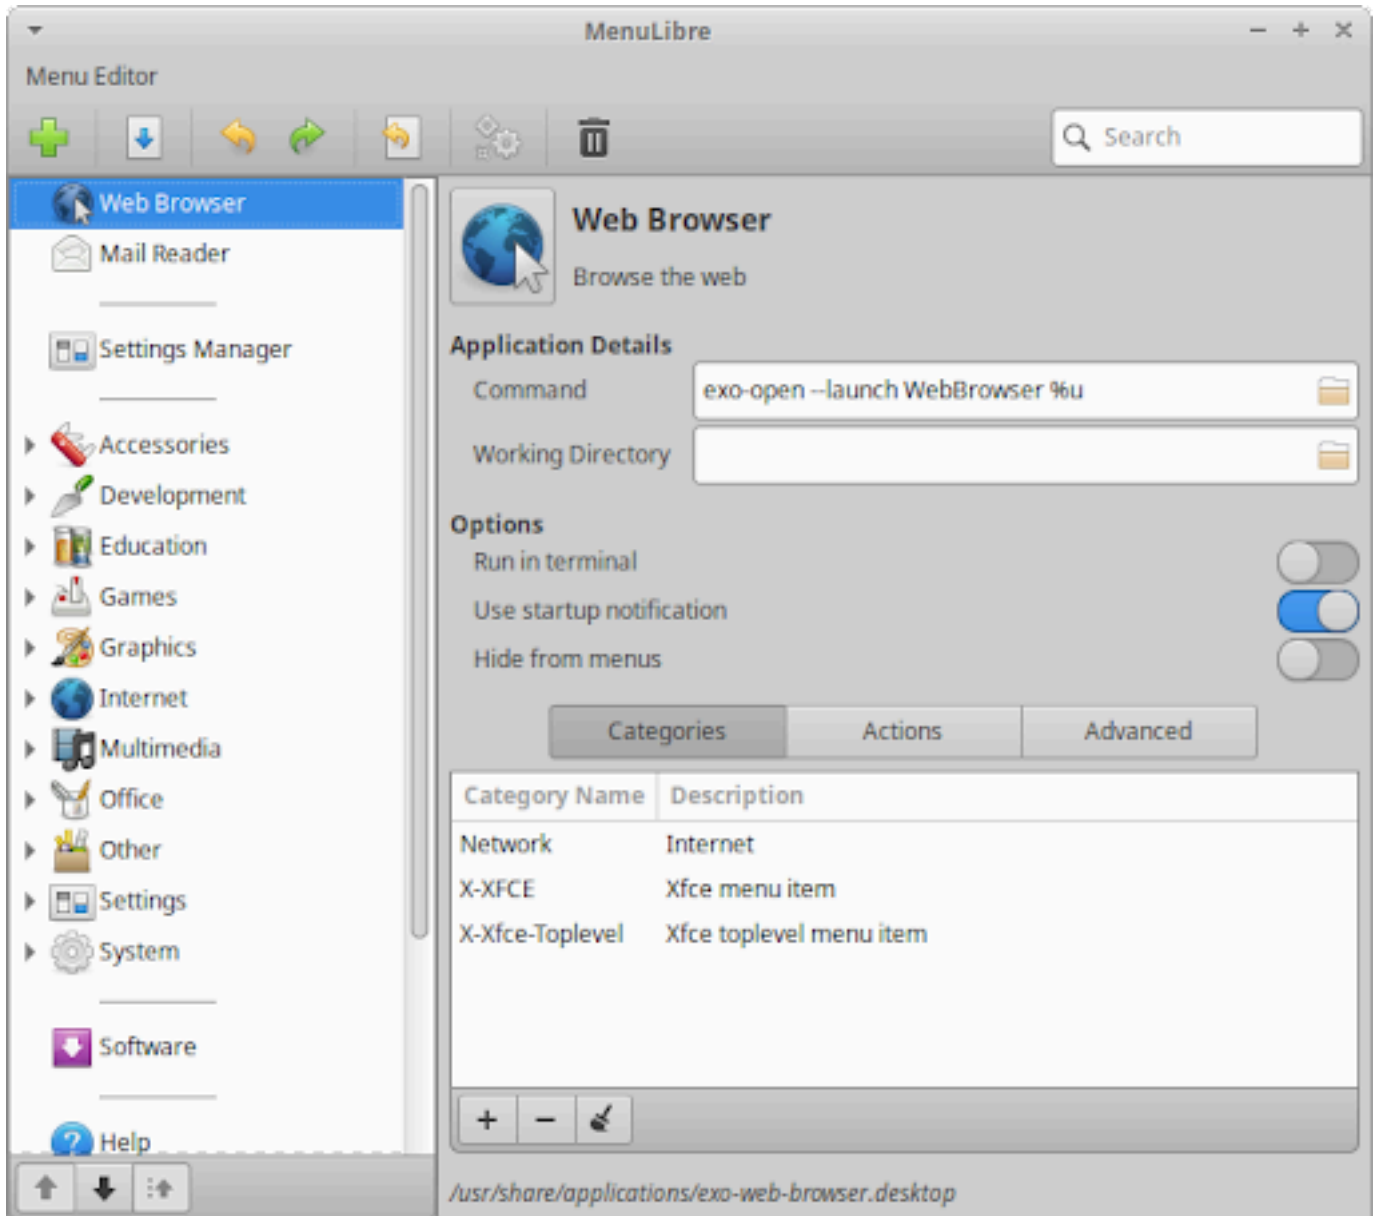 MenuLibre
Menu Editor
Search
Web Browser
Mail Reader
Settings Manager
Accessories
Development
Education
Games
Graphics
Internet
Multimedia
Office
Other
Settings
System
Software
Help
Web Browser
Browse the web
Application Details
Command exo-open --launch WebBrowser %u
Working Directory
Options
Run in terminal
Use startup notification
Hide from menus
Categories Actions Advanced
Category Name Description
Network Internet
X-XFCE Xfce menu item
X-Xfce-Toplevel Xfce toplevel menu item
/usr/share/applications/exo-web-browser.desktop